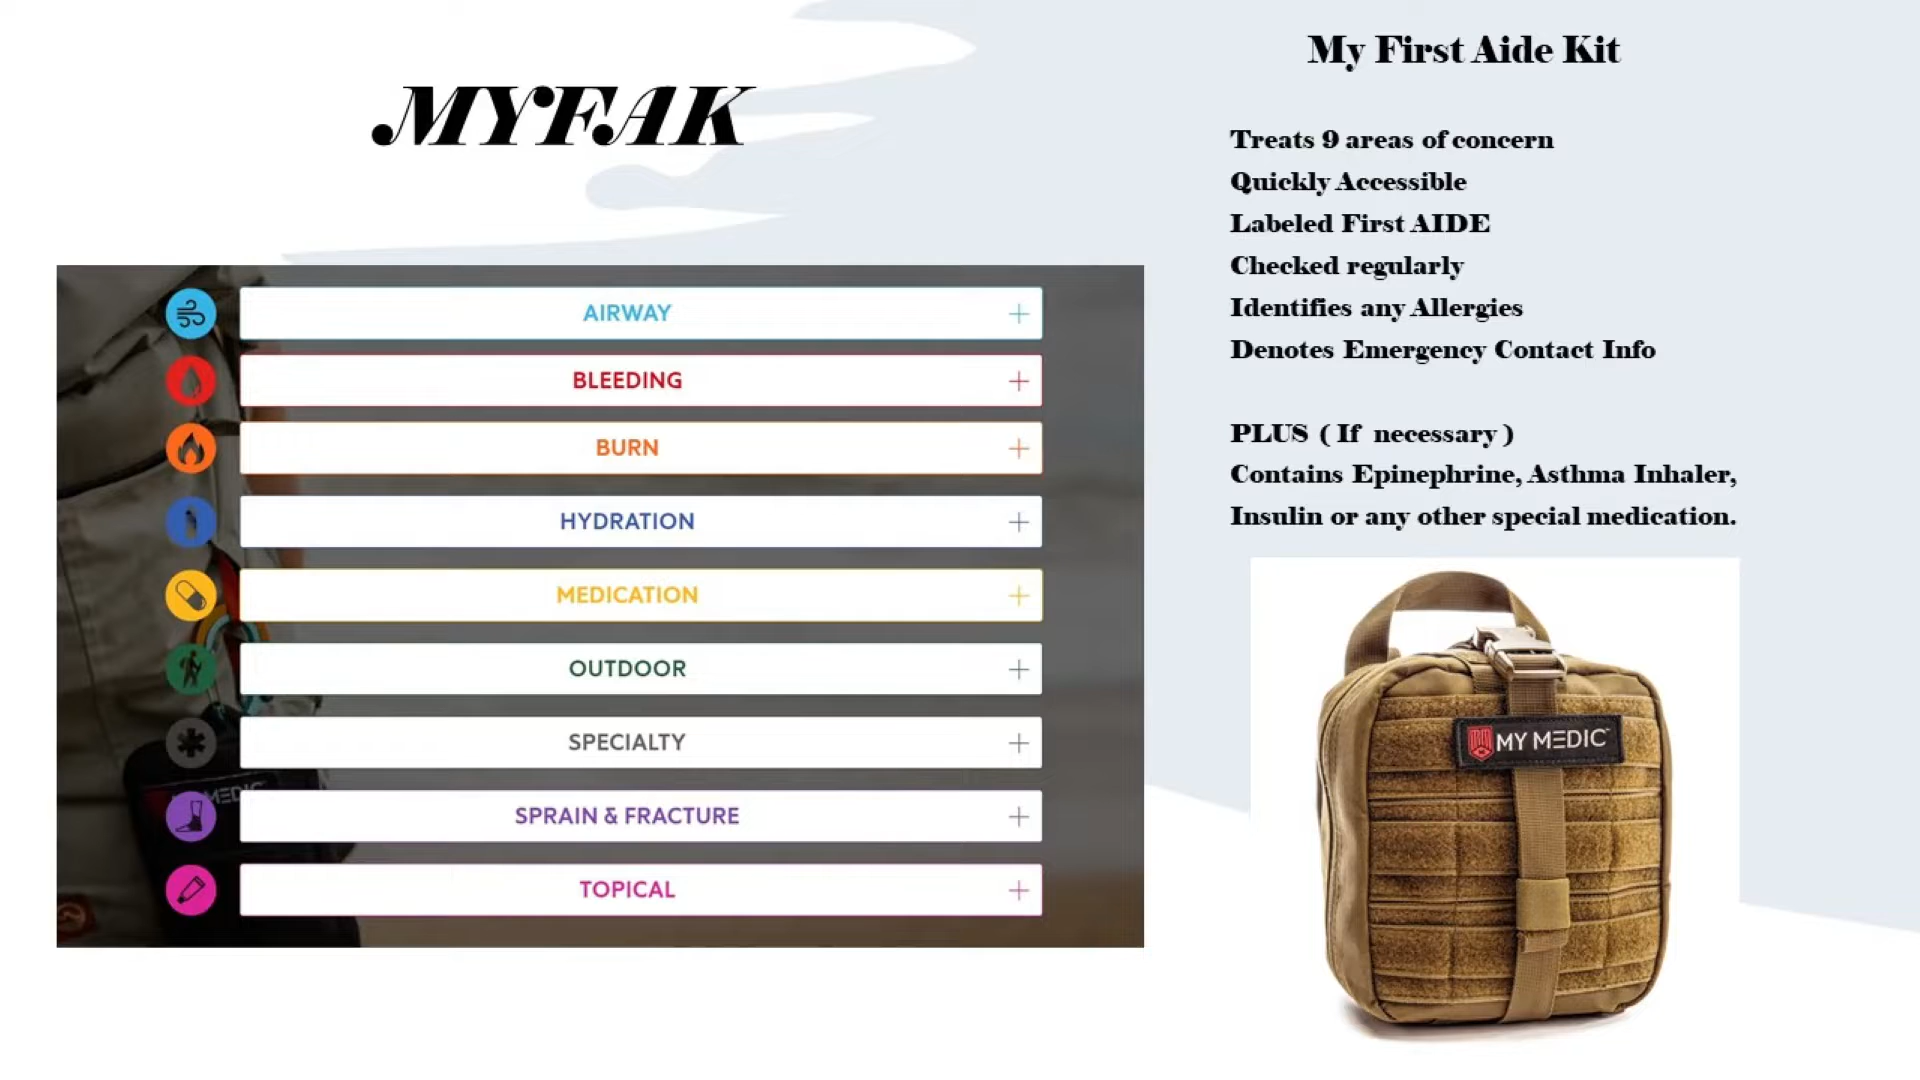 MYFAK
AIRWAY
BLEEDING
BURN
HYDRATION
MEDICATION
OUTDOOR
SPECIALTY
SPRAIN & FRACTURE
TOPICAL
My First Aide Kit
Treats 9 areas of concern
Quickly Accessible
Labeled First AIDE
Checked regularly
Identifies any Allergies
Denotes Emergency Contact Info
PLUS ( If necessary )
Contains Epinephrine, Asthma Inhaler,
Insulin or any other special medication.
MY MEDIC